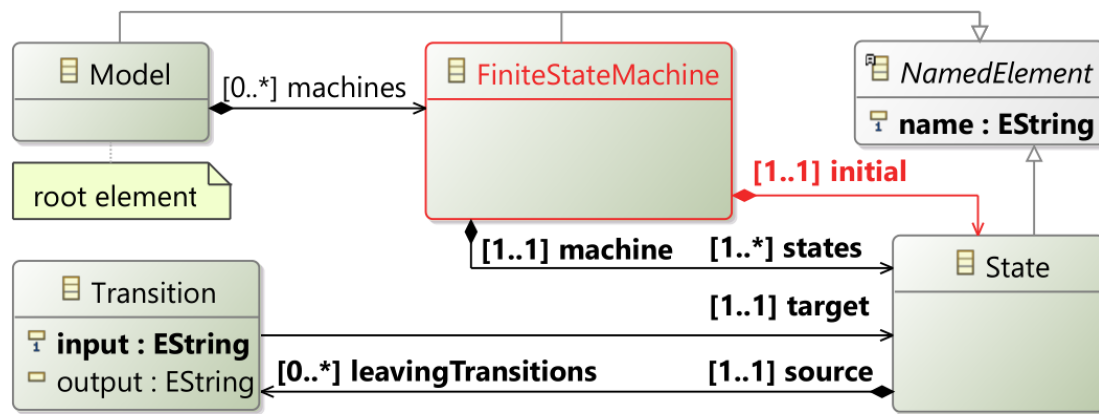 Model
[0..*] machines
FiniteStateMachine
NamedElement
name : EString
root element
[1..1] initial
[1..1] machine
[1..*] states
State
Transition
input : EString
output : EString
[1..1] target
[0..*] leavingTransitions
[1..1] source